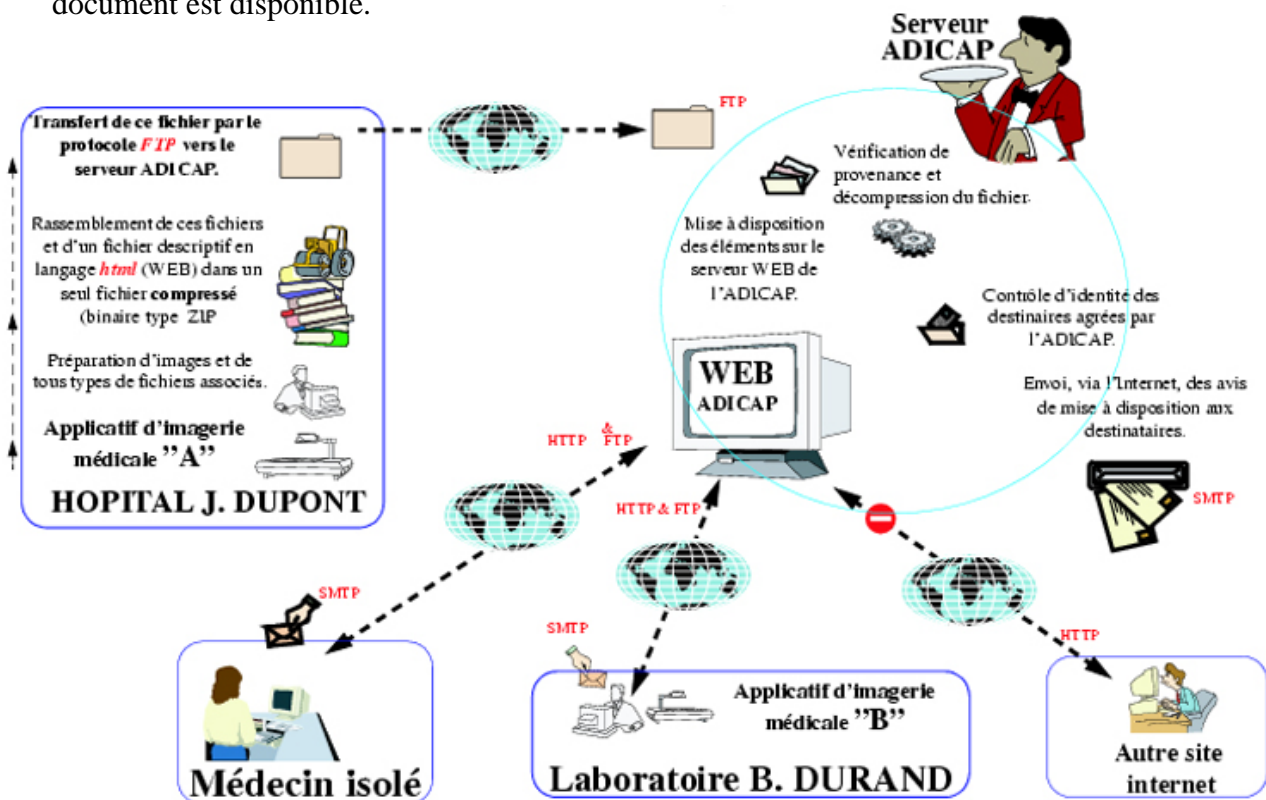 document est disponible.
Serveur
ADICAP
Transfert de ce fichier par le
protocole FTP vers le
serveur ADICAP.
FTP
Rassemblement de ces fichiers
et d'un fichier descriptif en
langage html (WEB) dans un
seul fichier compressé
(binaire type ZIP
Préparation d'images et de
tous types de fichiers associés.
Applicatif d'imagerie
médicale "A"
HOPITAL J. DUPONT
Vérification de
provenance et
décompression du fichier.
Mise à disposition
des éléments sur le
serveur WEB de
l'ADICAP.
Contrôle d'identité des
destinaires agréées par
l'ADICAP.
WEB
ADICAP
Envoi, via l'Internet, des avis
de mise à disposition aux
destinataires.
SMTP
HTTP & FTP
HTTP & FTP
HTTP
SMTP
Médecin isolé
SMTP
Applicatif d'imagerie
médicale "B"
Laboratoire B. DURAND
Autre site
internet